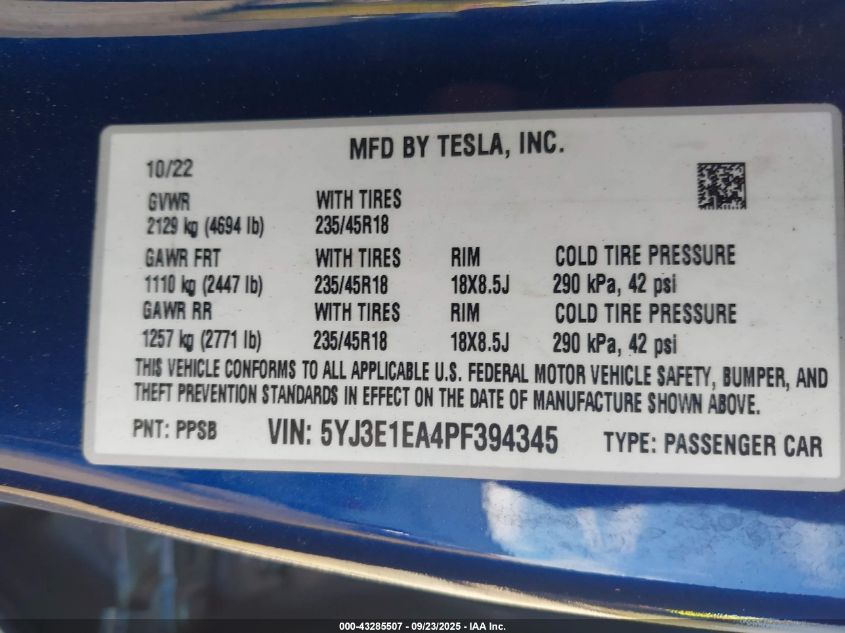 MFD BY TESLA, INC.
10/22
GVWR WITH TIRES
2129 kg (4694 lb) 235/45R18
GAWR FRT WITH TIRES RIM COLD TIRE PRESSURE
1110 kg (2447 lb) 235/45R18 18X8.5J 290 kPa, 42 psi
GAWR RR WITH TIRES RIM COLD TIRE PRESSURE
1257 kg (2771 lb) 235/45R18 18X8.5J 290 kPa, 42 psi
THIS VEHICLE CONFORMS TO ALL APPLICABLE U.S. FEDERAL MOTOR VEHICLE SAFETY, BUMPER, AND
THEFT PREVENTION STANDARDS IN EFFECT ON THE DATE OF MANUFACTURE SHOWN ABOVE.
PNT: PPSB VIN: 5YJ3E1EA4PF394345 TYPE: PASSENGER CAR
000-43285507 - 09/23/2025 - IAA Inc.